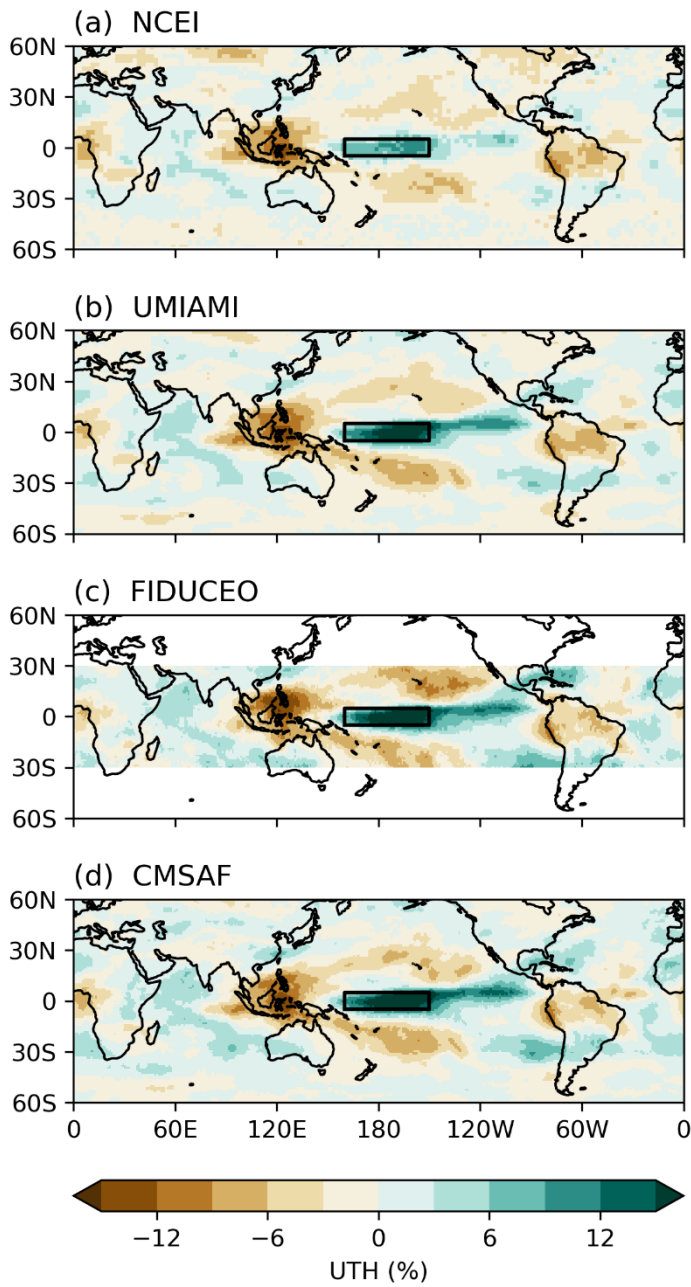 (a) NCEI
60N
30N
0
30S
60S
(b) UMIAMI
60N
30N
0
30S
60S
(c) FIDUCEO
60N
30N
0
30S
60S
(d) CMSAF
60N
30N
0
30S
60S
0 60E 120E 180 120W 60W 0
−12 −6 0 6 12
UTH (%)